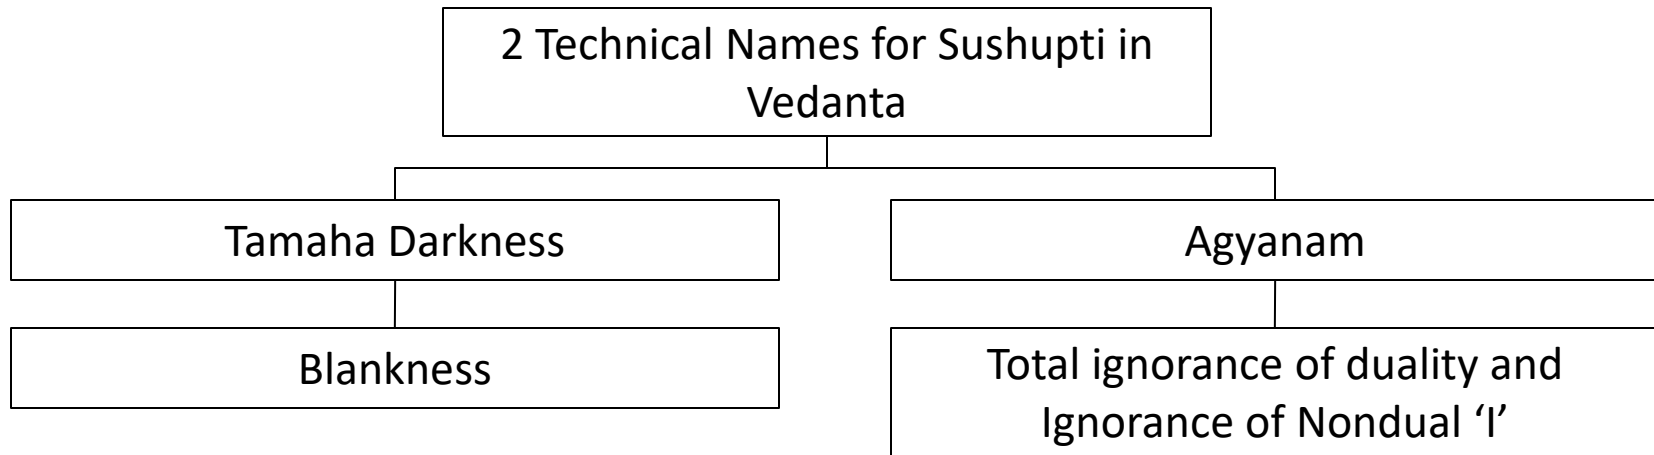 2 Technical Names for Sushupti in
Vedanta
Tamaha Darkness
Agyanam
Blankness
Total ignorance of duality and
Ignorance of Nondual ‘I’